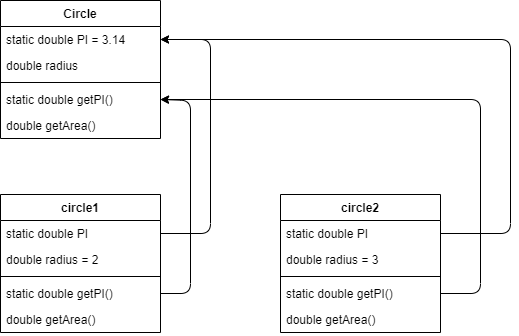 Circle
static double PI = 3.14
double radius
static double getPI()
double getArea()
circle1
static double PI
double radius = 2
static double getPI()
double getArea()
circle2
static double PI
double radius = 3
static double getPI()
double getArea()